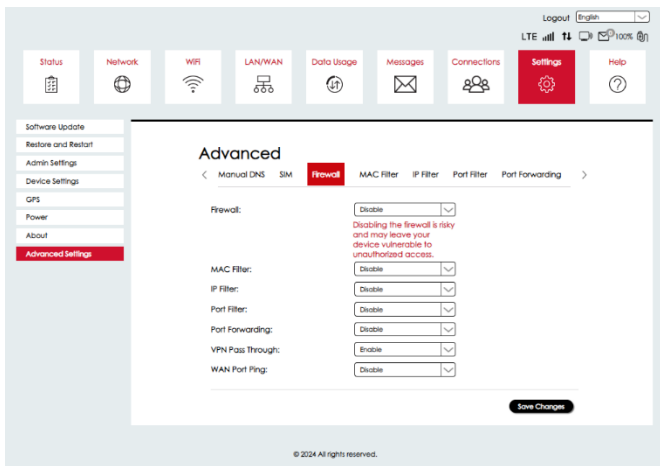 Logout English
LTE 100%
Status Network WiFi LAN/WAN Data Usage Messages Connections Settings Help
Software Update
Restore and Restart
Admin Settings
Device Settings
GPS
Power
About
Advanced Settings
Advanced
Manual DNS SIM Firewall MAC Filter IP Filter Port Filter Port Forwarding
Firewall: Disable
Disabling the firewall is risky
and may leave your
device vulnerable to
unauthorized access.
MAC Filter: Disable
IP Filter: Disable
Port Filter: Disable
Port Forwarding: Disable
VPN Pass Through: Enable
WAN Port Ping: Disable
Save Changes
© 2024 All rights reserved.